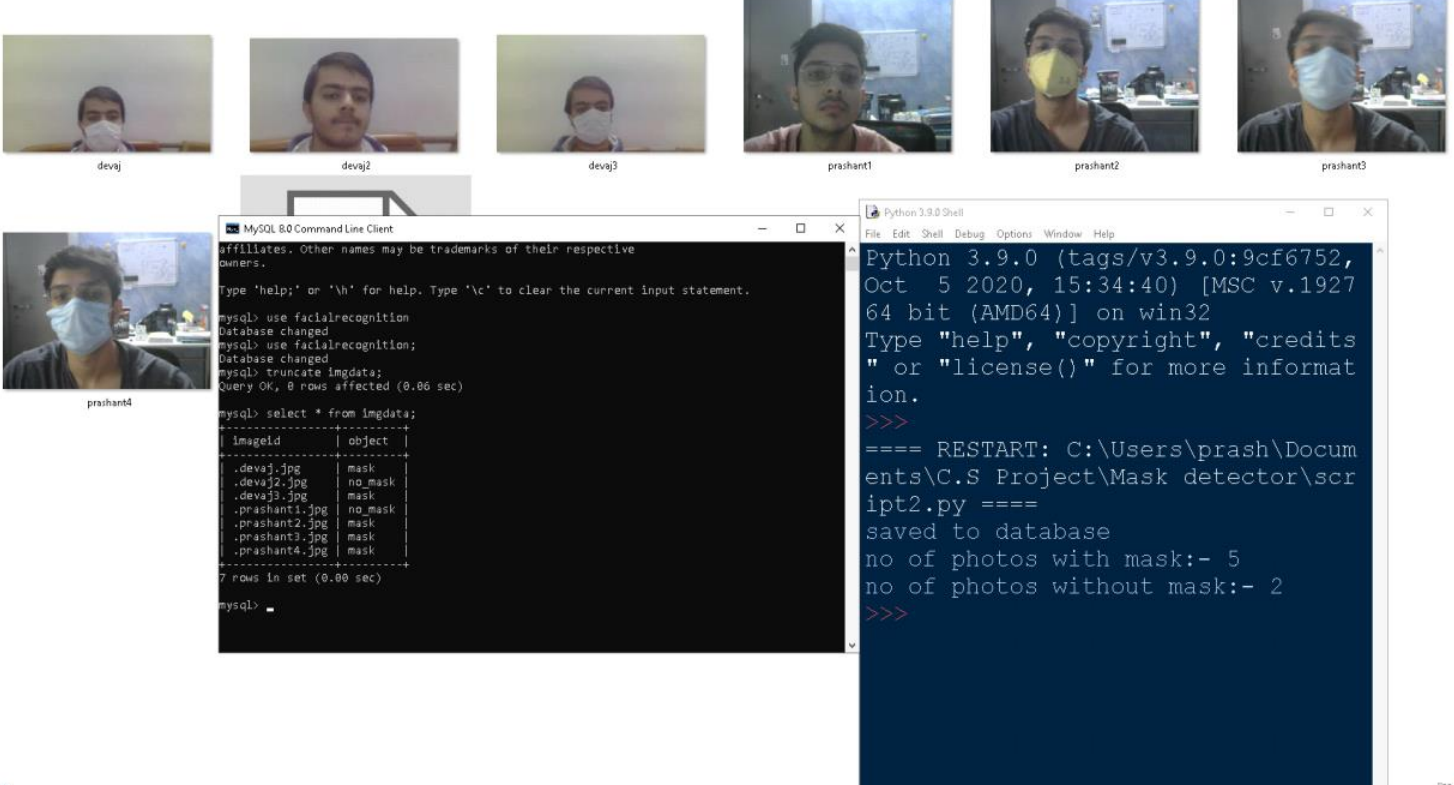 devaj
devaj2
devaj3
prashant1
prashant2
prashant3
prashant4
MySQL 8.0 Command Line Client
affiliates. Other names may be trademarks of their respective
owners.
Type 'help;' or '\h' for help. Type '\c' to clear the current input statement.
mysql> use facialrecognition
Database changed
mysql> use facialrecognition;
Database changed
mysql> truncate imgdata;
Query OK, 0 rows affected (0.06 sec)
mysql> select * from imgdata;
+----------------+---------+
| imageid | object |
+----------------+---------+
| .devaj.jpg | mask |
| .devaj2.jpg | no_mask |
| .devaj3.jpg | mask |
| .prashant1.jpg | no_mask |
| .prashant2.jpg | mask |
| .prashant3.jpg | mask |
| .prashant4.jpg | mask |
+----------------+---------+
7 rows in set (0.00 sec)
mysql>
Python 3.9.0 Shell
File Edit Shell Debug Options Window Help
Python 3.9.0 (tags/v3.9.0:9cf6752,
Oct  5 2020, 15:34:40) [MSC v.1927
64 bit (AMD64)] on win32
Type "help", "copyright", "credits
" or "license()" for more informat
ion.
>>>
==== RESTART: C:\Users\prash\Docum
ents\C.S Project\Mask detector\scr
ipt2.py ====
saved to database
no of photos with mask:- 5
no of photos without mask:- 2
>>>